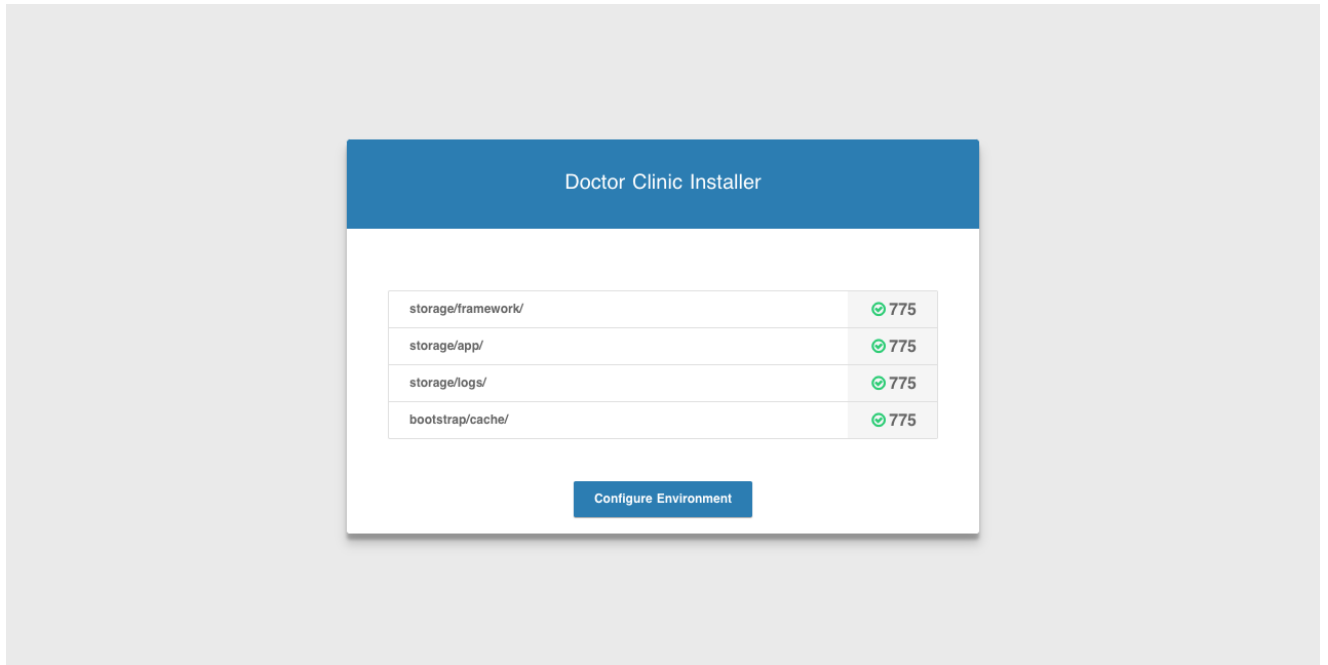 Doctor Clinic Installer
storage/framework/ 775
storage/app/ 775
storage/logs/ 775
bootstrap/cache/ 775
Configure Environment